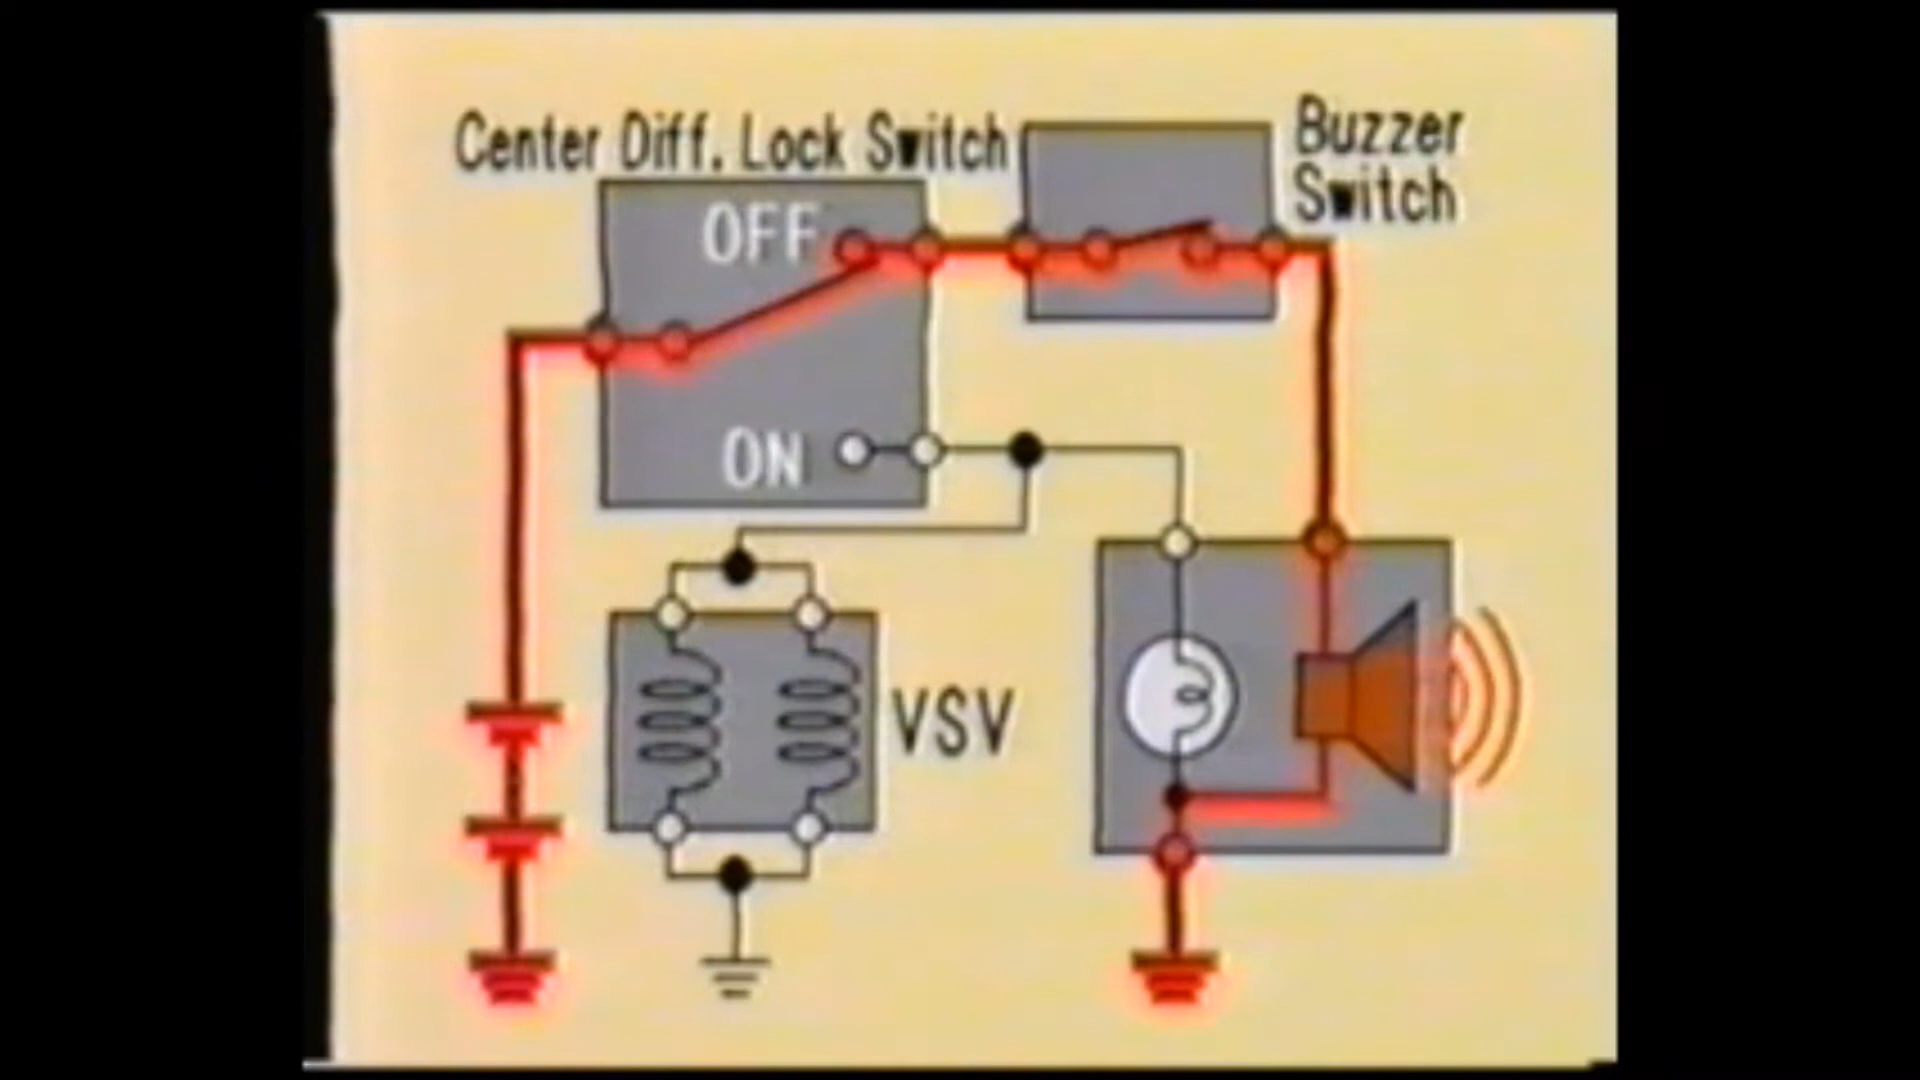 Center Diff. Lock Switch
Buzzer
Switch
OFF
ON
VSV